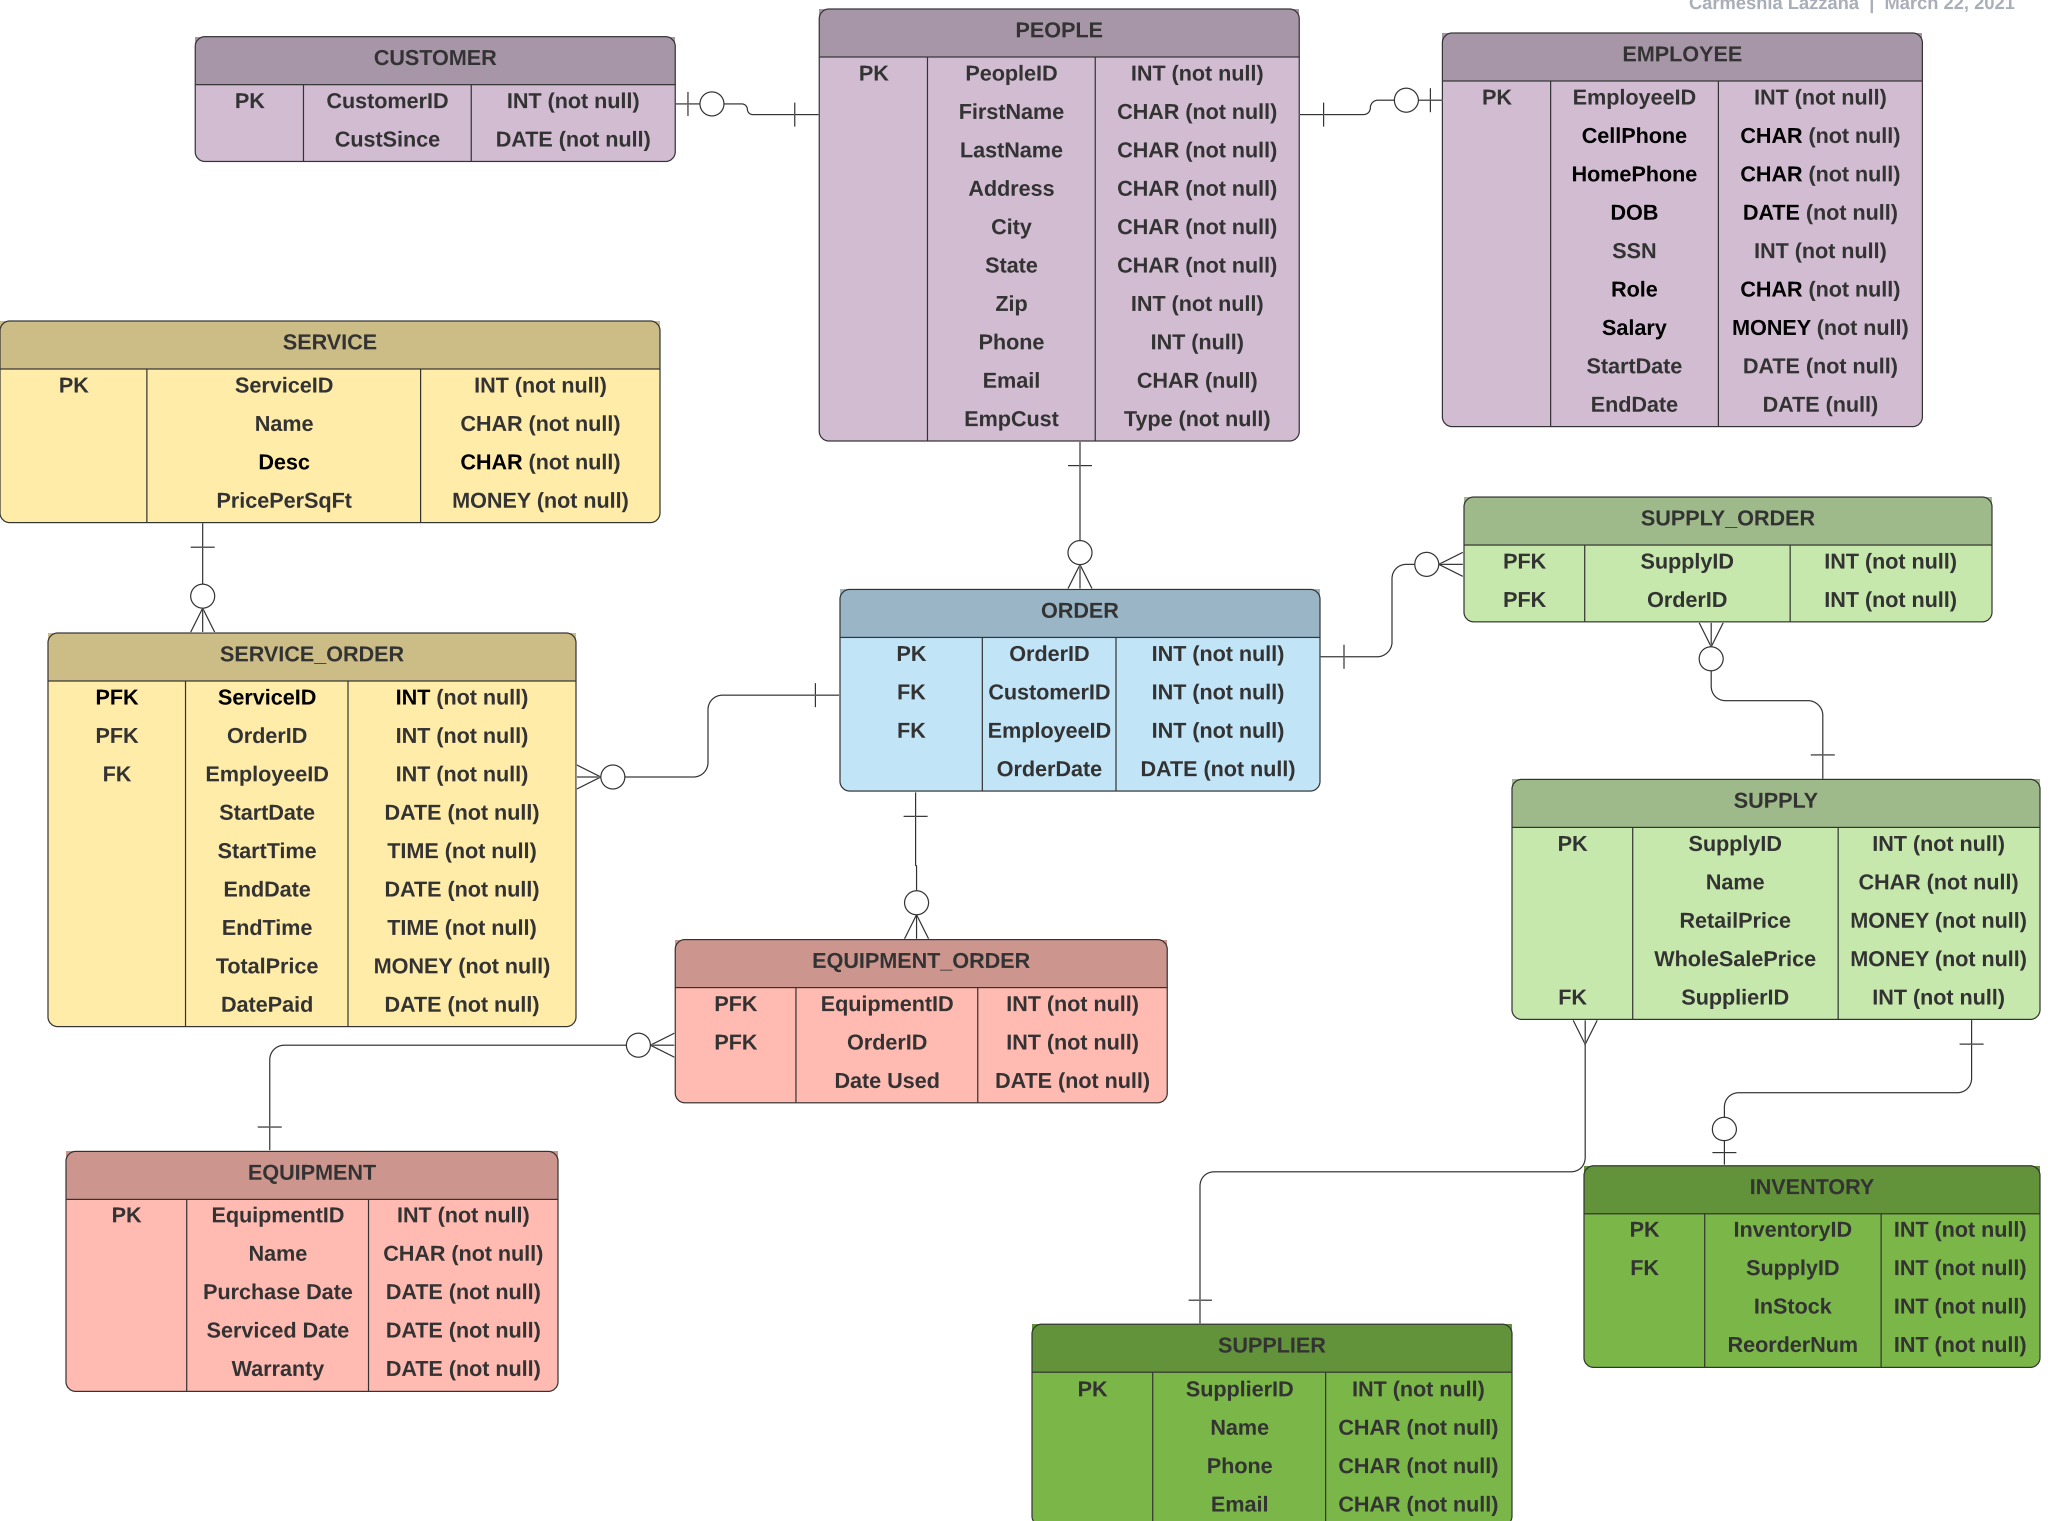 Carmeshia Lazzana | March 22, 2021
CUSTOMER
PK CustomerID INT (not null)
CustSince DATE (not null)
PEOPLE
PK PeopleID INT (not null)
FirstName CHAR (not null)
LastName CHAR (not null)
Address CHAR (not null)
City CHAR (not null)
State CHAR (not null)
Zip INT (not null)
Phone INT (null)
Email CHAR (null)
EmpCust Type (not null)
EMPLOYEE
PK EmployeeID INT (not null)
CellPhone CHAR (not null)
HomePhone CHAR (not null)
DOB DATE (not null)
SSN INT (not null)
Role CHAR (not null)
Salary MONEY (not null)
StartDate DATE (not null)
EndDate DATE (null)
SERVICE
PK ServiceID INT (not null)
Name CHAR (not null)
Desc CHAR (not null)
PricePerSqFt MONEY (not null)
SUPPLY_ORDER
PFK SupplyID INT (not null)
PFK OrderID INT (not null)
ORDER
PK OrderID INT (not null)
FK CustomerID INT (not null)
FK EmployeeID INT (not null)
OrderDate DATE (not null)
SERVICE_ORDER
PFK ServiceID INT (not null)
PFK OrderID INT (not null)
FK EmployeeID INT (not null)
StartDate DATE (not null)
StartTime TIME (not null)
EndDate DATE (not null)
EndTime TIME (not null)
TotalPrice MONEY (not null)
DatePaid DATE (not null)
SUPPLY
PK SupplyID INT (not null)
Name CHAR (not null)
RetailPrice MONEY (not null)
WholeSalePrice MONEY (not null)
FK SupplierID INT (not null)
EQUIPMENT_ORDER
PFK EquipmentID INT (not null)
PFK OrderID INT (not null)
Date Used DATE (not null)
EQUIPMENT
PK EquipmentID INT (not null)
Name CHAR (not null)
Purchase Date DATE (not null)
Serviced Date DATE (not null)
Warranty DATE (not null)
INVENTORY
PK InventoryID INT (not null)
FK SupplyID INT (not null)
InStock INT (not null)
ReorderNum INT (not null)
SUPPLIER
PK SupplierID INT (not null)
Name CHAR (not null)
Phone CHAR (not null)
Email CHAR (not null)